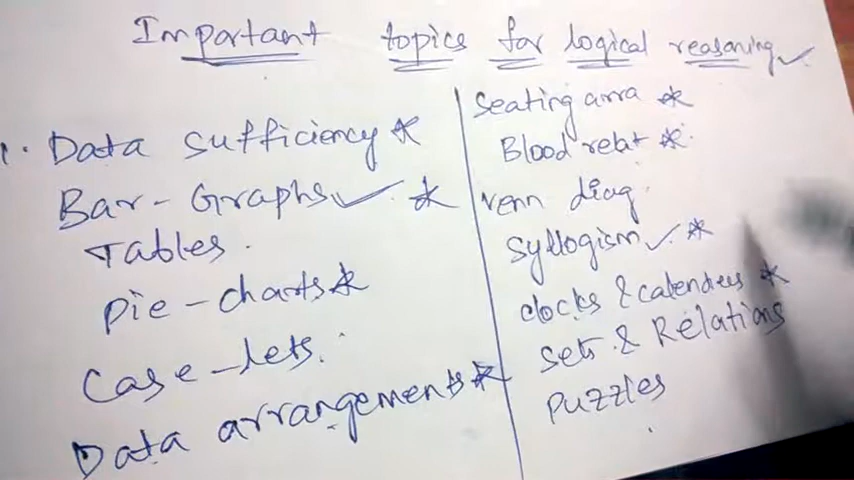 Important topics for logical reasoning ✓
1. Data sufficiency *
Bar-Graphs ✓ *
Tables.
Pie-charts *
Case-lets.
Data arrangements *
Seating arra *
Blood relat *
Venn diag.
Syllogism ✓ *
clocks & calenders *
Sets & Relations
Puzzles